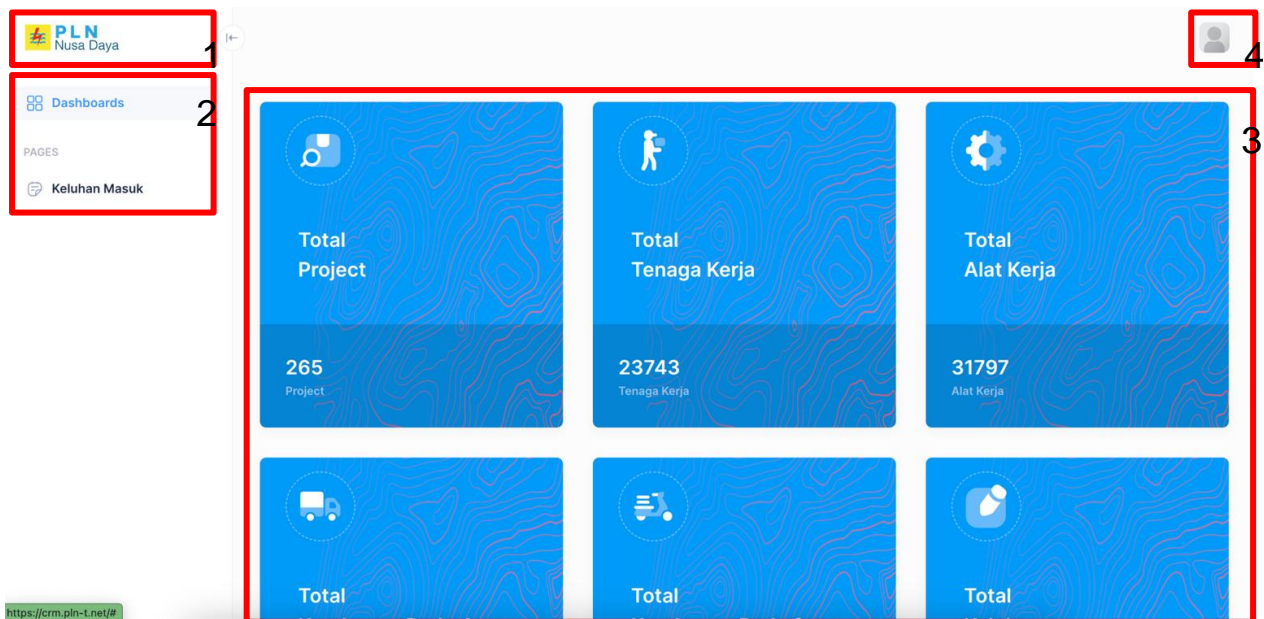 PLN
Nusa Daya
1
4
Dashboards
2
PAGES
Keluhan Masuk
3
Total
Project
265
Project
Total
Tenaga Kerja
23743
Tenaga Kerja
Total
Alat Kerja
31797
Alat Kerja
Total
Total
Total
https://crm.pln-t.net/#